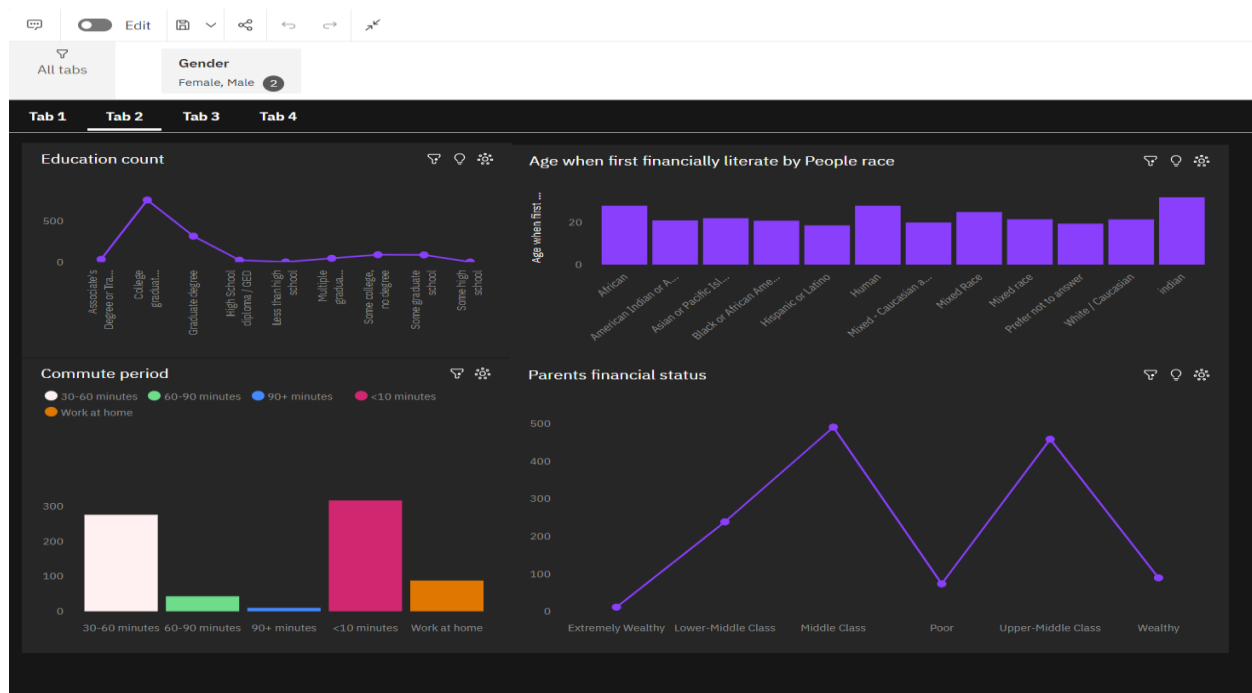 Edit
All tabs
Gender
Female, Male 2
Tab 1 Tab 2 Tab 3 Tab 4
Education count
500
0
Associate's
Degree or Tra...
College
graduat...
Graduate degree
High School
diploma / GED
Less than high
school
Multiple
gradua...
Some college,
no degree
Some graduate
school
Some high
school
Age when first financially literate by People race
Age when first ...
20
0
African
American Indian or A...
Asian or Pacific Isl...
Black or African Ame...
Hispanic or Latino
Human
Mixed - Caucasian a...
Mixed Race
Mixed race
Prefer not to answer
White / Caucasian
indian
Commute period
30-60 minutes 60-90 minutes 90+ minutes <10 minutes
Work at home
300
200
100
0
30-60 minutes 60-90 minutes 90+ minutes <10 minutes Work at home
Parents financial status
500
400
300
200
100
0
Extremely Wealthy Lower-Middle Class Middle Class Poor Upper-Middle Class Wealthy